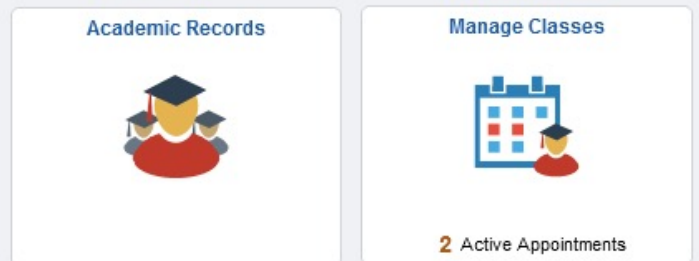 Academic Records
Manage Classes
2 Active Appointments